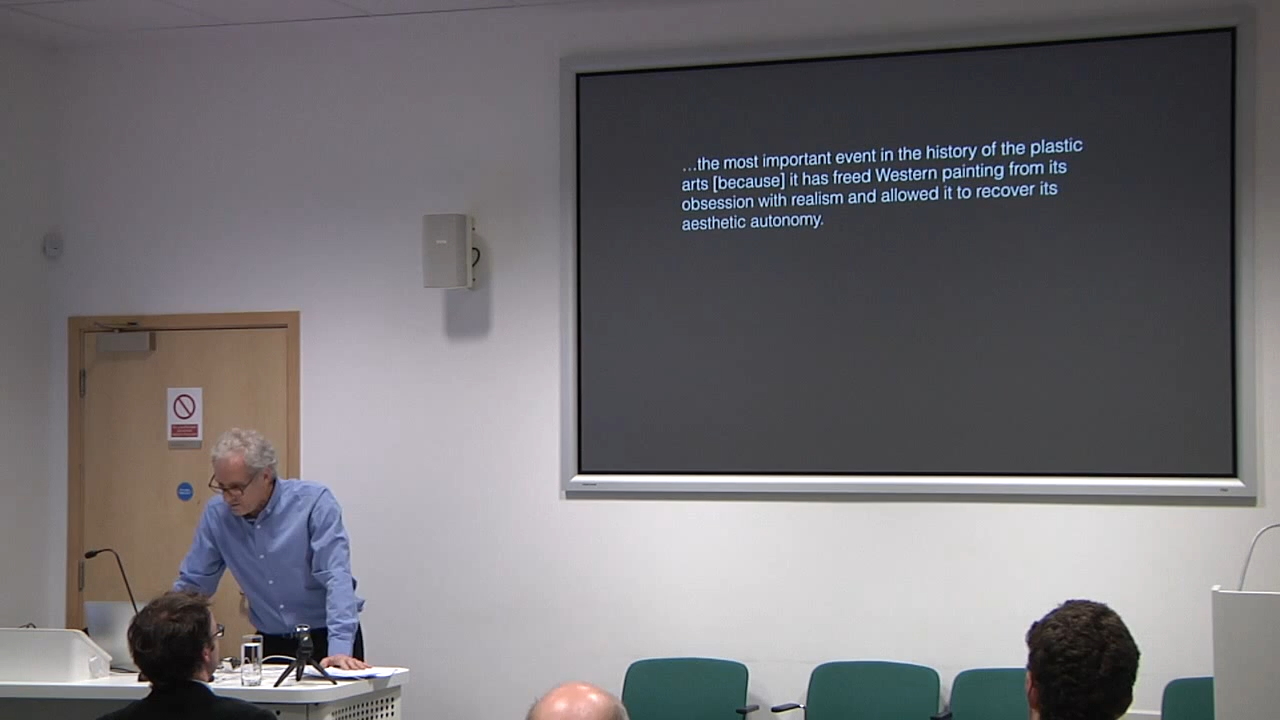 …the most important event in the history of the plastic
arts [because] it has freed Western painting from its
obsession with realism and allowed it to recover its
aesthetic autonomy.